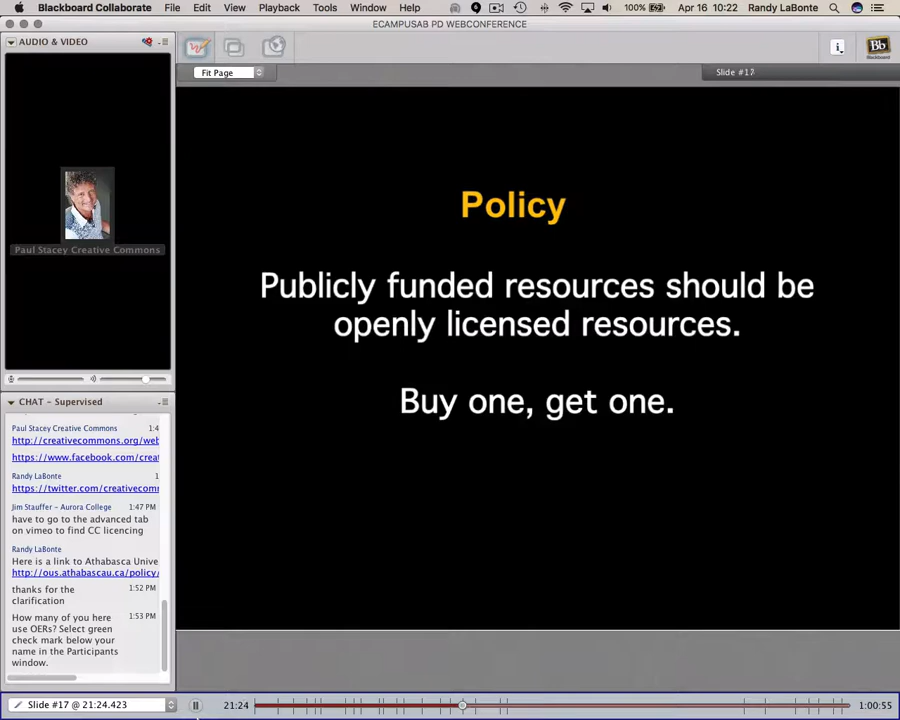 Blackboard Collaborate File Edit View Playback Tools Window Help 100% Apr 16 10:22 Randy LaBonte
ECAMPUSAB PD WEBCONFERENCE
AUDIO & VIDEO
Fit Page
Slide #17
i
Bb
Blackboard
Paul Stacey Creative Commons
Policy
Publicly funded resources should be
openly licensed resources.
Buy one, get one.
CHAT - Supervised
Paul Stacey Creative Commons 1:4
http://creativecommons.org/web
https://www.facebook.com/crea
Randy LaBonte 1
https://twitter.com/creativecomm
Jim Stauffer - Aurora College 1:47 PM
have to go to the advanced tab
on vimeo to find CC licencing
Randy LaBonte
Here is a link to Athabasca Unive
http://ous.athabascau.ca/policy/
thanks for the 1:52 PM
clarification
How many of you here 1:53 PM
use OERs? Select green
check mark below your
name in the Participants
window.
Slide #17 @ 21:24.423
21:24
1:00:55